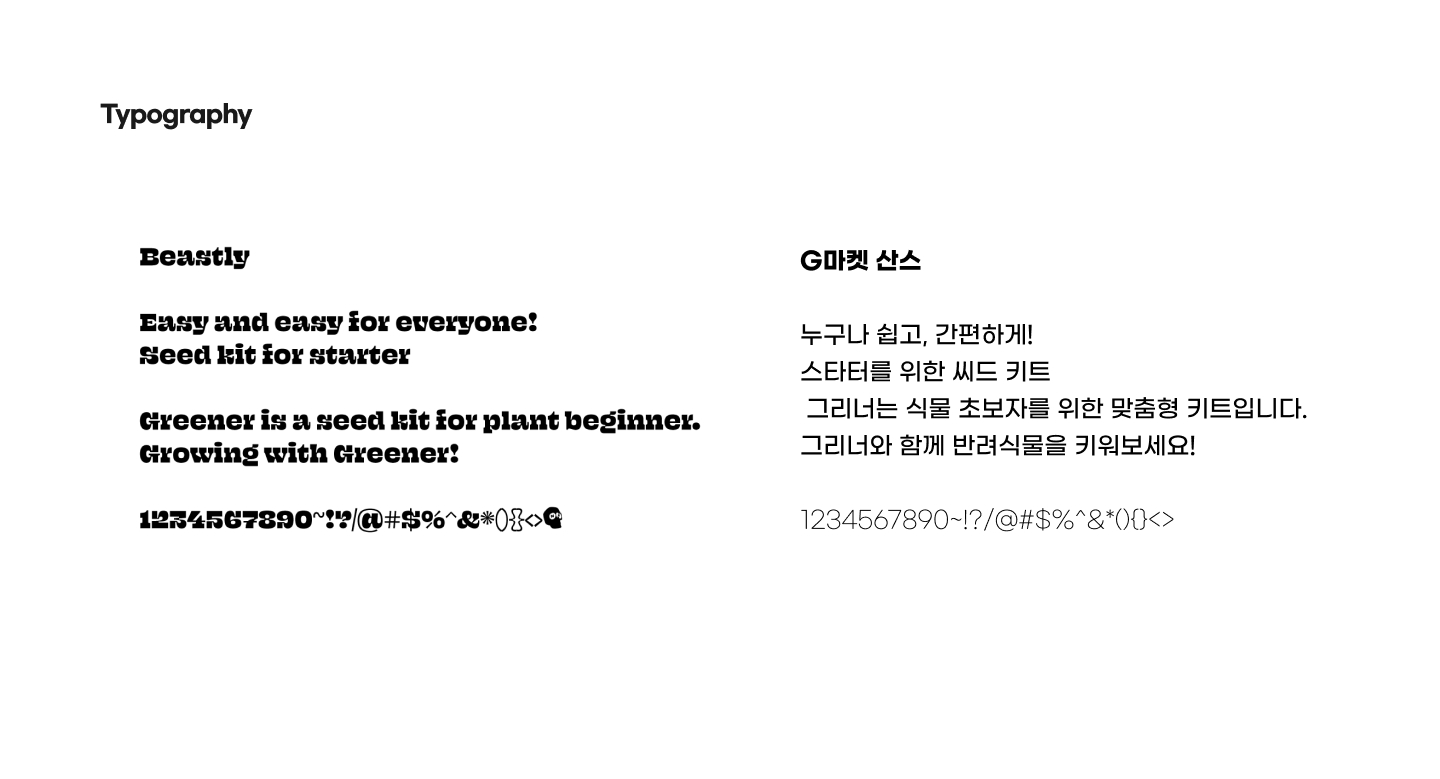 Typography
Beastly
Easy and easy for everyone!
Seed kit for starter
Greener is a seed kit for plant beginner.
Growing with Greener!
1234567890~!?/@#$%^&*(){}<>
G마켓 산스
누구나 쉽고, 간편하게!
스타터를 위한 씨드 키트
그리너는 식물 초보자를 위한 맞춤형 키트입니다.
그리너와 함께 반려식물을 키워보세요!
1234567890~!?/@#$%^&*(){}<>